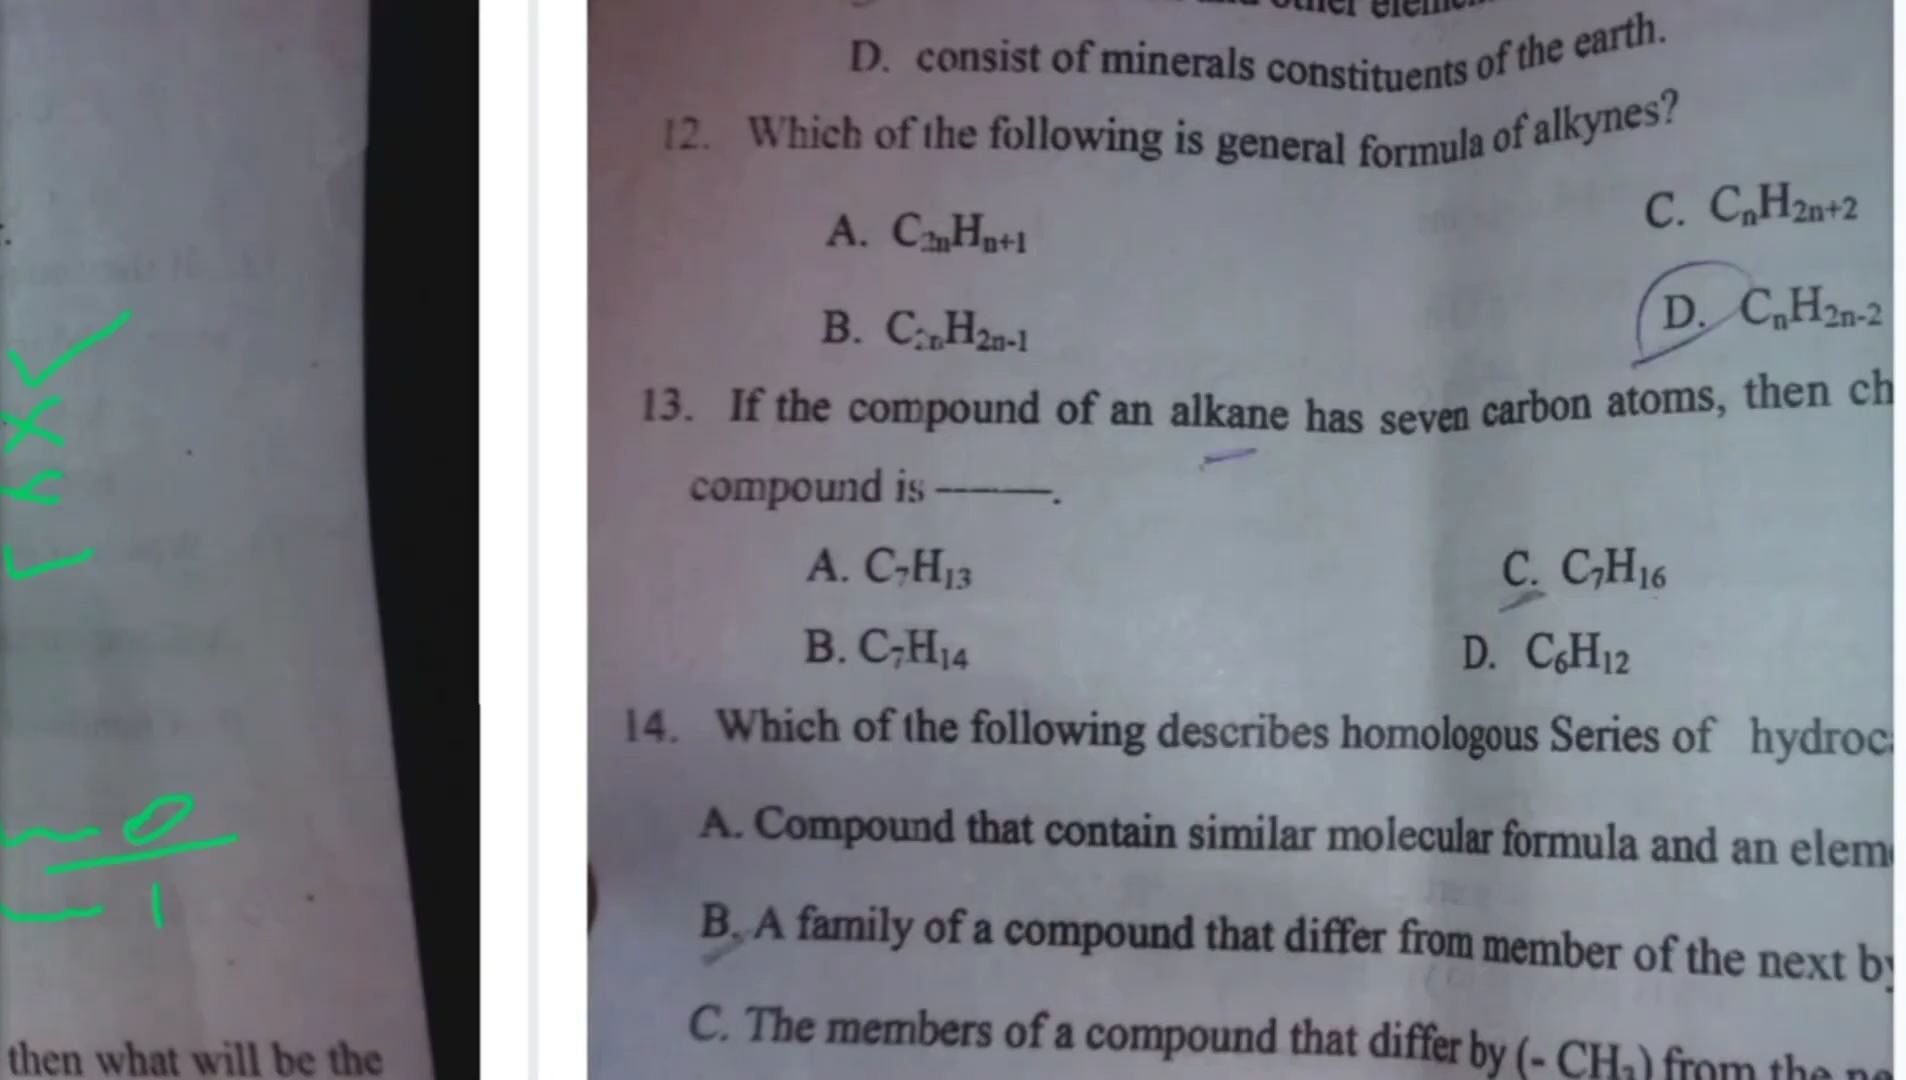 other
D. consist of minerals constituents of the earth.
12. Which of the following is general formula of alkynes?
A. C2nHn+1
C. CnH2n+2
B. C2nH2n-1
D. CnH2n-2
13. If the compound of an alkane has seven carbon atoms, then ch
compound is ———.
A. C7H13
C. C7H16
B. C7H14
D. C6H12
14. Which of the following describes homologous Series of hydroc
A. Compound that contain similar molecular formula and an elem
B. A family of a compound that differ from member of the next by
C. The members of a compound that differ by (- CH3) from the ne
then what will be the